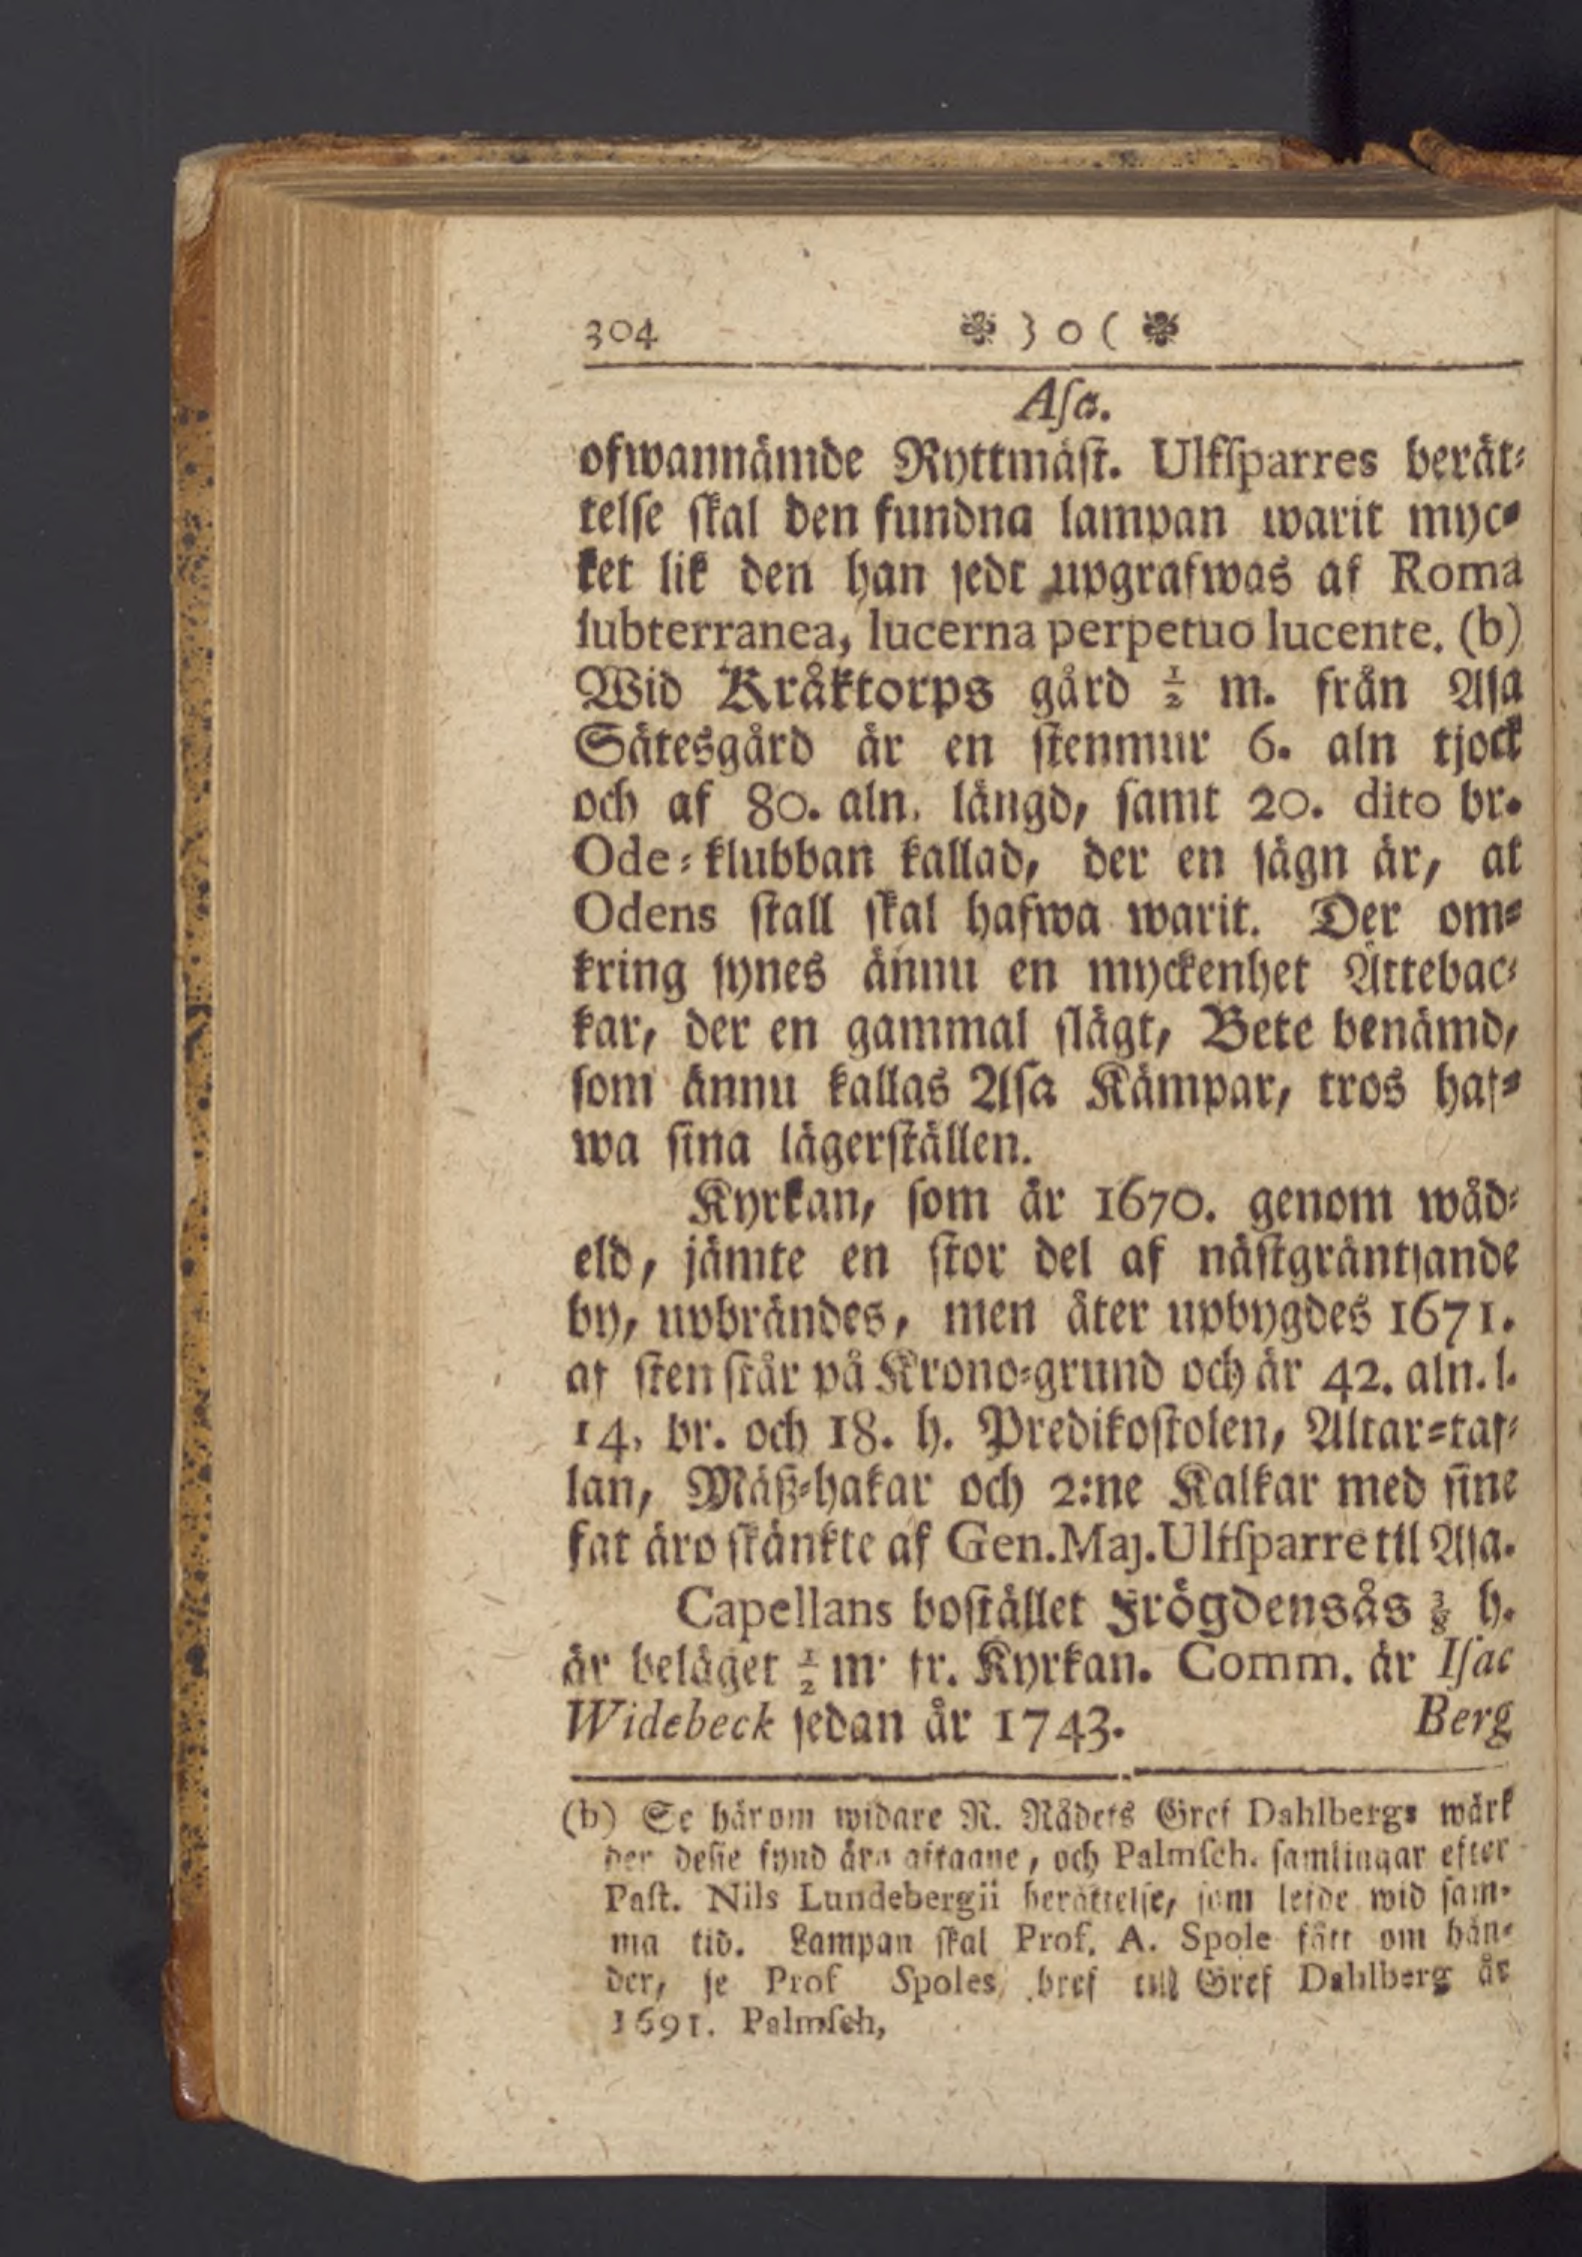 304 ❉ ) o ( ❉
Aſa.
ofwannämde Ryttmäſt. Ulfſparres berät-
telſe ſkal den fundna lampan warit myc-
ket lik den han ſedt upgrafwas af Roma
ſubterranea, lucerna perpetuo lucente. (b)
Wid Kråktorps gård ½ m. från Aſa
Sätesgård är en ſtenmur 6. aln tjock
och af 80. aln. längd, ſamt 20. dito br.
Ode-klubban kallad, der en ſägn är, at
Odens ſtall ſkal hafwa warit. Der om-
kring ſynes ännu en myckenhet Ättebac-
kar, der en gammal ſlägt, Bete benämd,
ſom ännu kallas Aſa Kämpar, tros haf-
wa ſina lägerſtällen.
Kyrkan, ſom år 1670. genom wåd-
eld, jämte en ſtor del af näſtgräntſande
by, upbrändes, men åter upbygdes 1671.
af ſten ſtår på Krono-grund och är 42. aln. l.
14. br. och 18. h. Predikoſtolen, Altar-taf-
lan, Mäß-hakar och 2:ne Kalkar med ſine
fat äro ſkänkte af Gen. Maj. Ulfſparre til Aſa.
Capellans boſtället Frögdensås ⅜ h.
är beläget ½ m. fr. Kyrkan. Comm. är Iſac
Widebeck ſedan år 1743. Berg
(b) Se härom widare R. Rådets Gref Dahlbergs wärk
der deſſe fynd äro aftagne, och Palmſch. ſamlingar efter
Paſt. Nils Lundebergii berättelſe, ſom lefde wid ſam-
ma tid. Lampan ſkal Prof. A. Spole fått om hän-
der, ſe Prof Spoles bref till Gref Dahlberg år
1691. Palmſch,